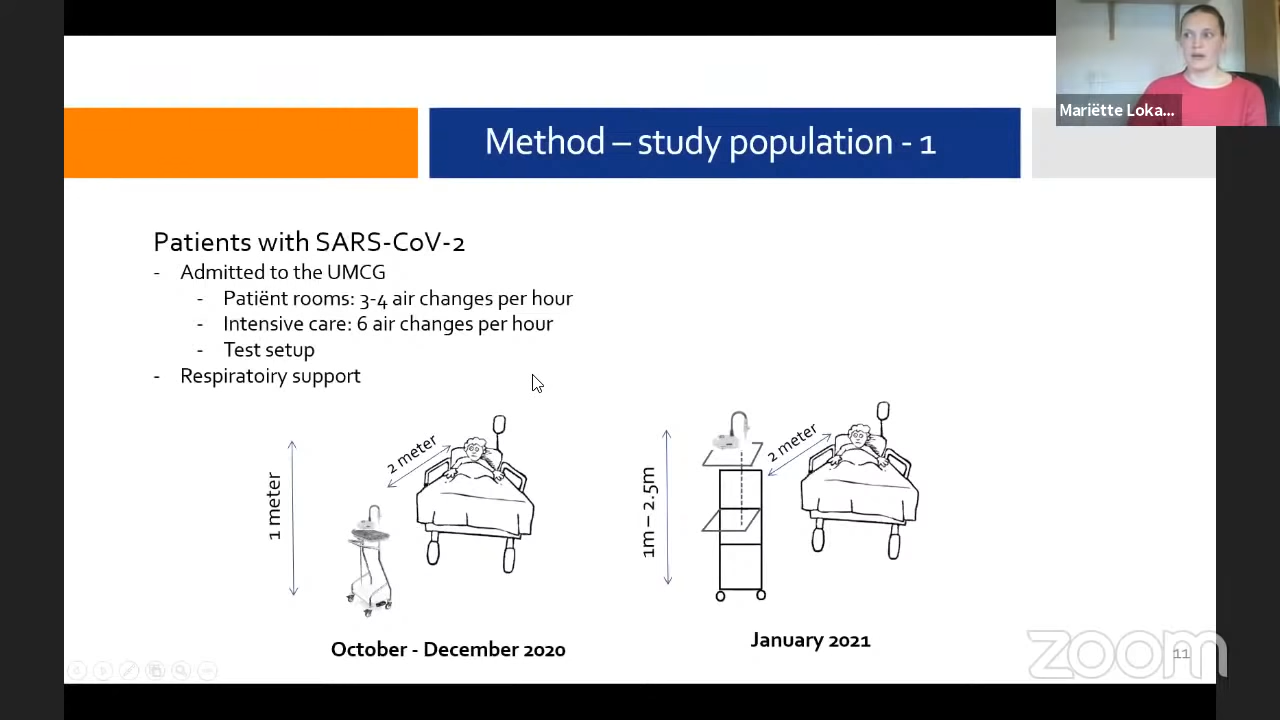 Mariëtte Loka...
Method – study population - 1
Patients with SARS-CoV-2
- Admitted to the UMCG
- Patiënt rooms: 3-4 air changes per hour
- Intensive care: 6 air changes per hour
- Test setup
- Respiratoiry support
1 meter
2 meter
1m – 2.5m
2 meter
October - December 2020
January 2021
zoom
11